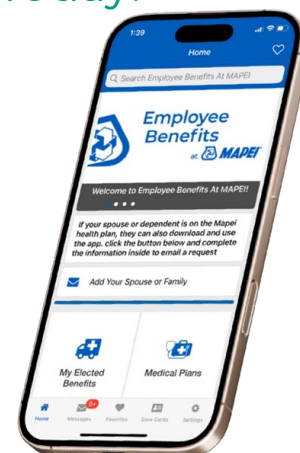 1:39
Home
Search Employee Benefits At MAPEI
Employee
Benefits
at MAPEI
Welcome to Employee Benefits At MAPEI!
if your spouse or dependent is on the Mapei
health plan, they can also download and use
the app. click the button below and complete
the information inside to email a request
Add Your Spouse or Family
My Elected
Benefits
Medical Plans
9+
Home
Messages
Favorites
Save Cards
Settings